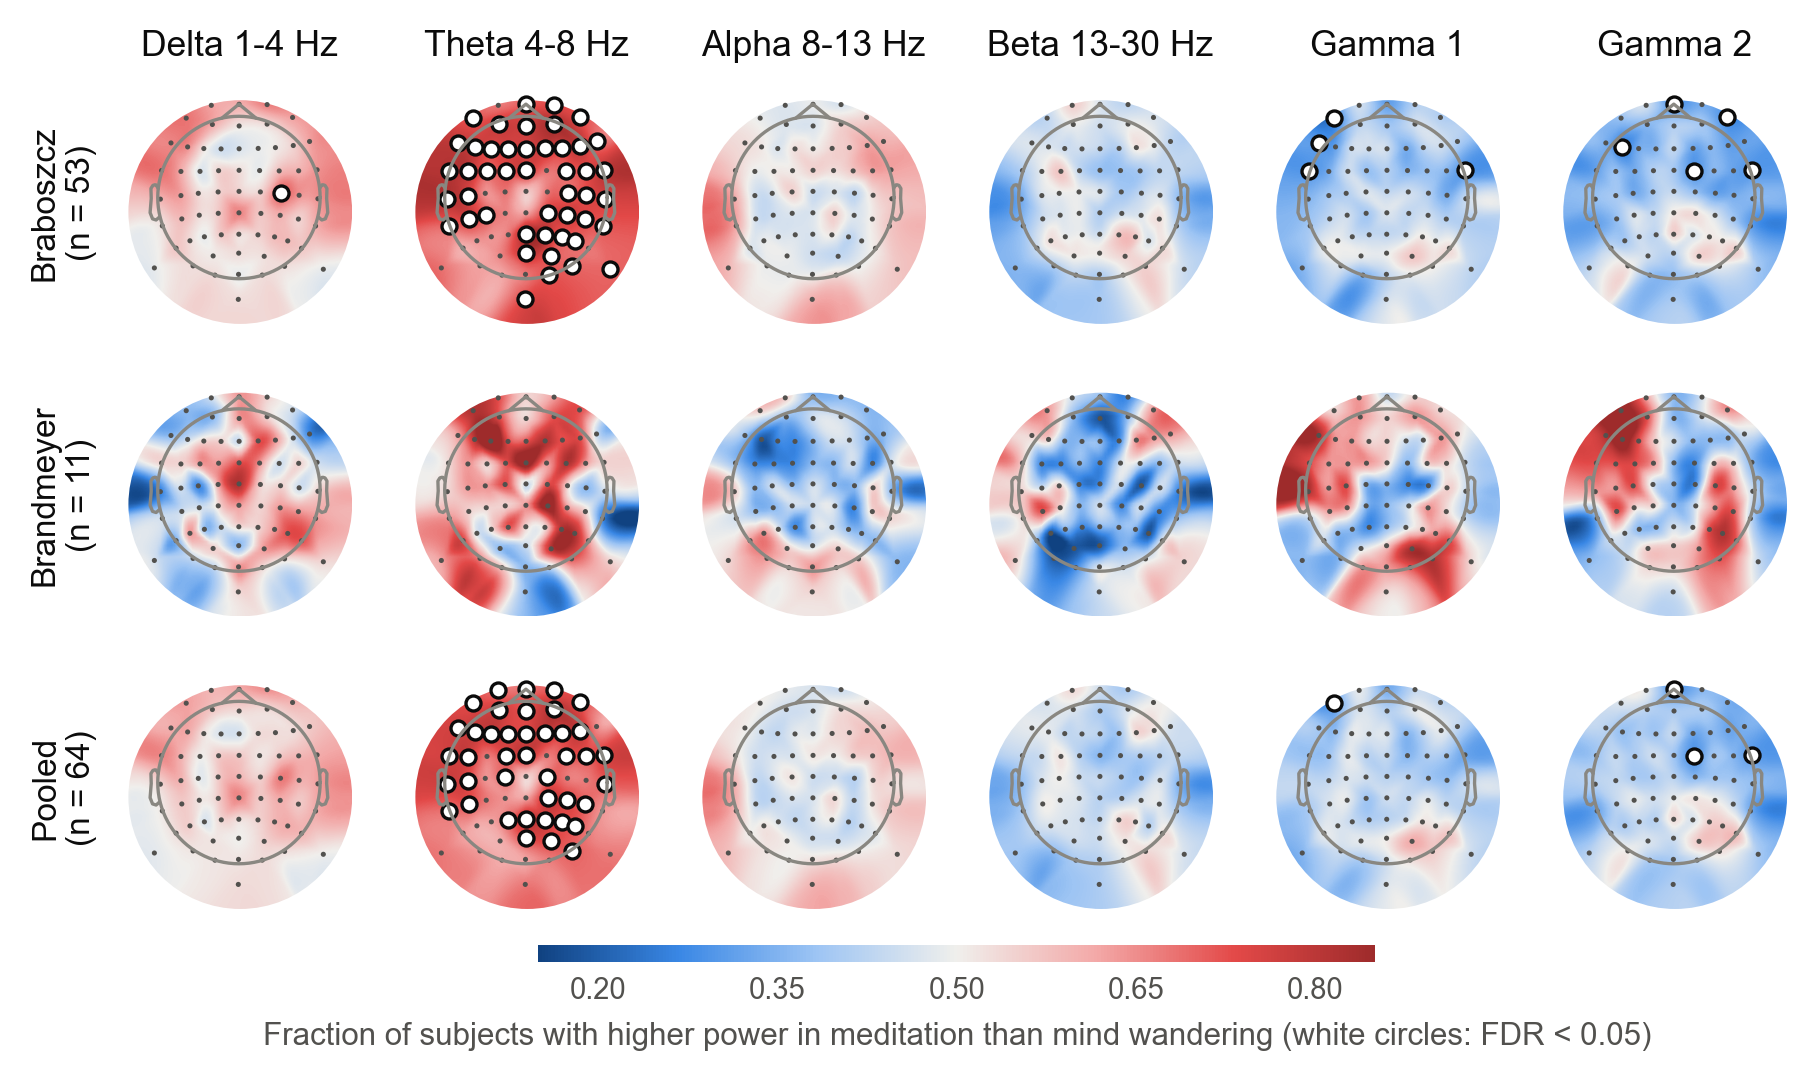 Delta 1-4 Hz
Theta 4-8 Hz
Alpha 8-13 Hz
Beta 13-30 Hz
Gamma 1
Gamma 2
Braboszcz
(n = 53)
Brandmeyer
(n = 11)
Pooled
(n = 64)
0.20
0.35
0.50
0.65
0.80
Fraction of subjects with higher power in meditation than mind wandering (white circles: FDR < 0.05)